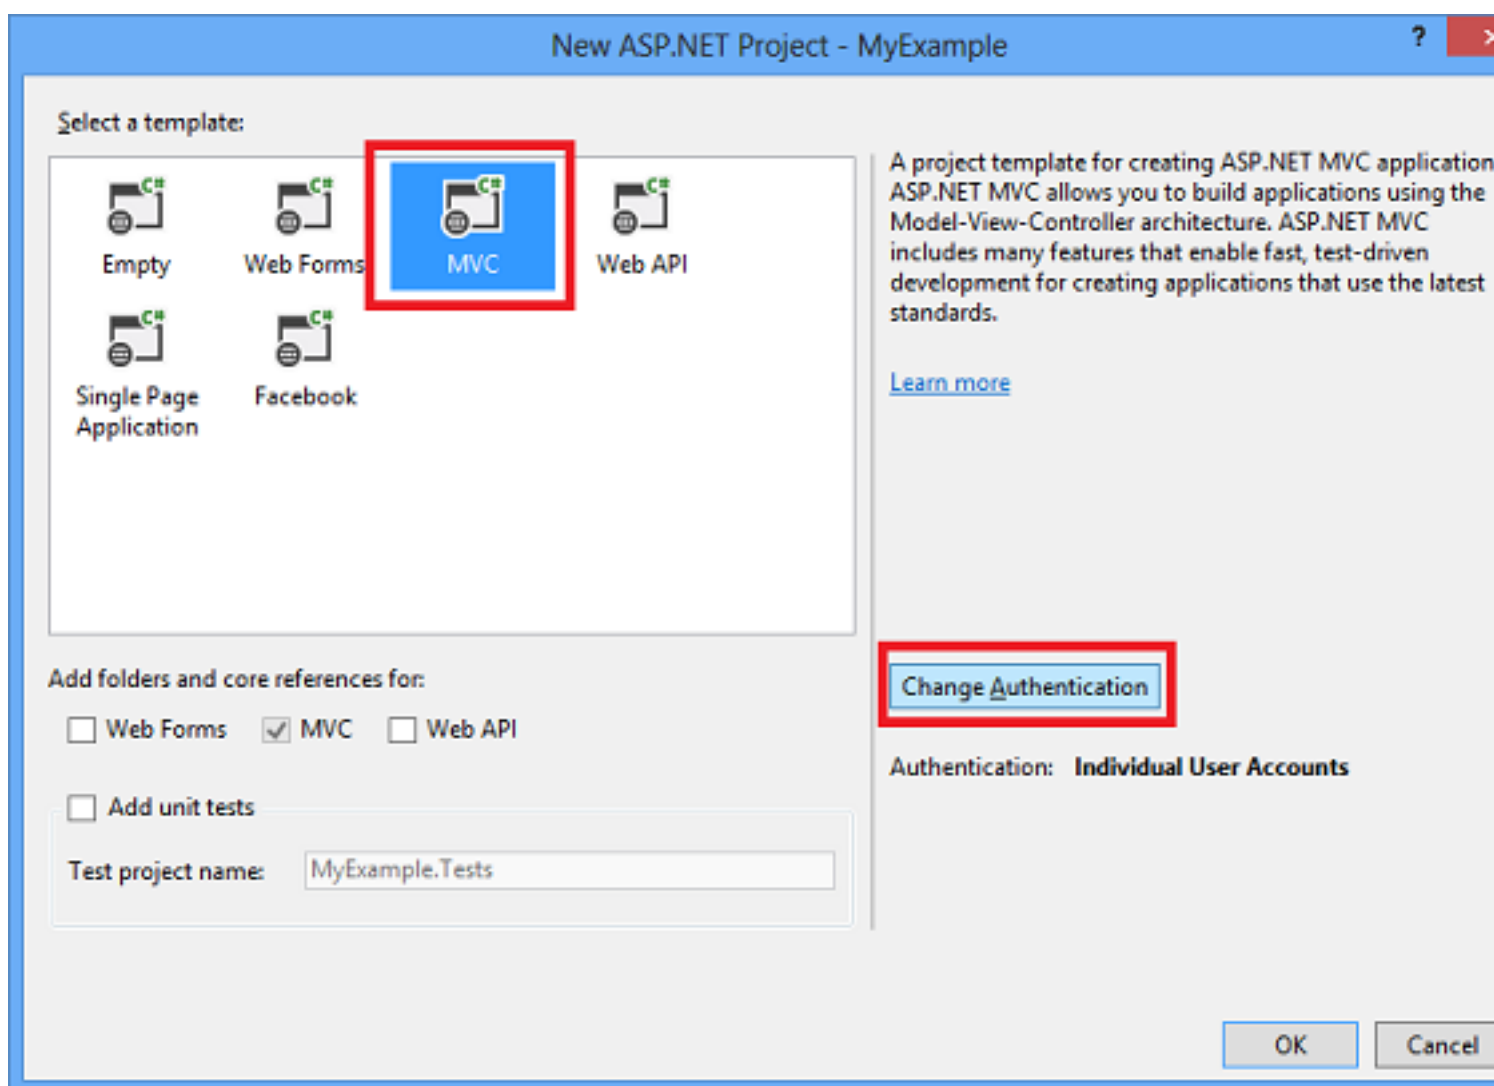 New ASP.NET Project - MyExample
?
Select a template:
C# C# C# C#
Empty Web Forms MVC Web API
C# C#
Single Page Facebook
Application
A project template for creating ASP.NET MVC application
ASP.NET MVC allows you to build applications using the
Model-View-Controller architecture. ASP.NET MVC
includes many features that enable fast, test-driven
development for creating applications that use the latest
standards.
Learn more
Add folders and core references for:
Web Forms MVC Web API
Add unit tests
Test project name: MyExample.Tests
Change Authentication
Authentication: Individual User Accounts
OK Cancel